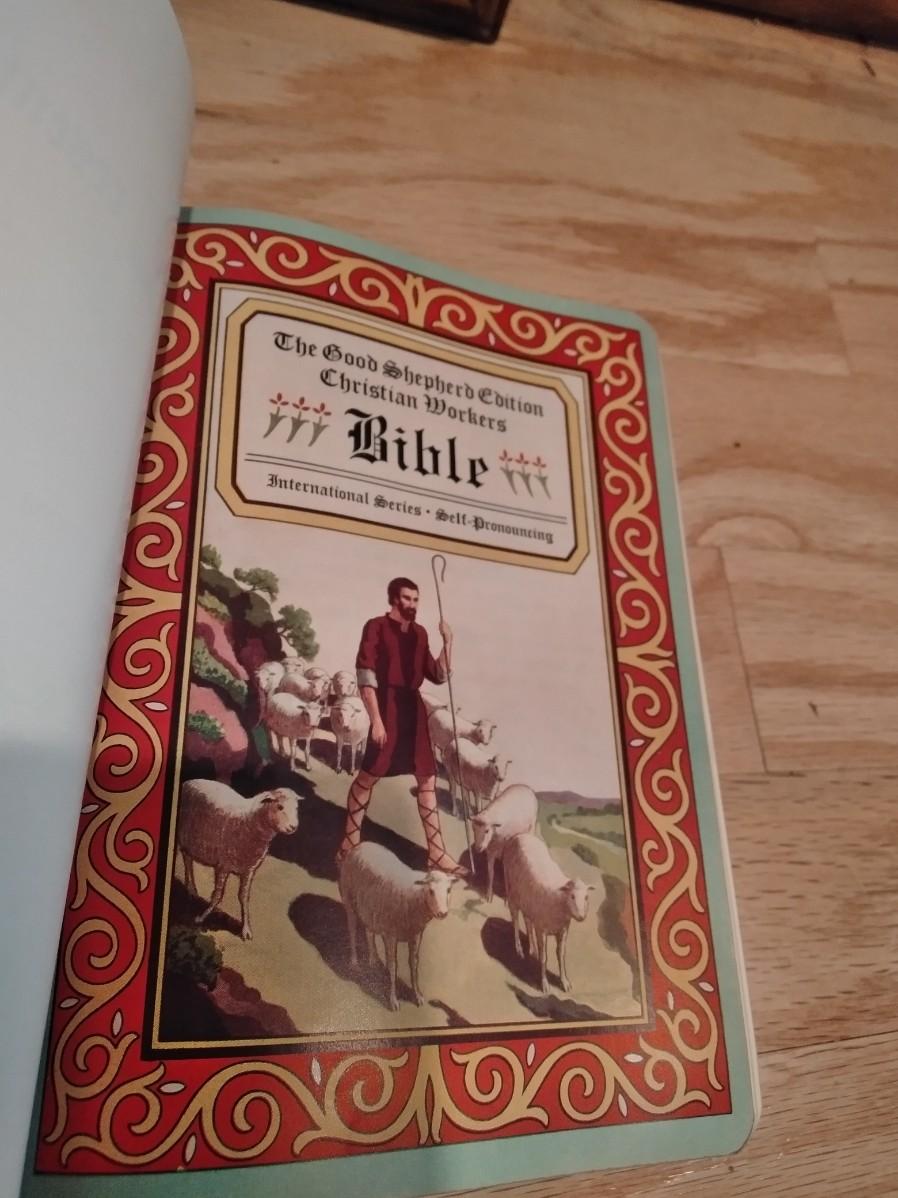 The Good Shepherd Edition
Christian Workers
Bible
International Series • Self-Pronouncing